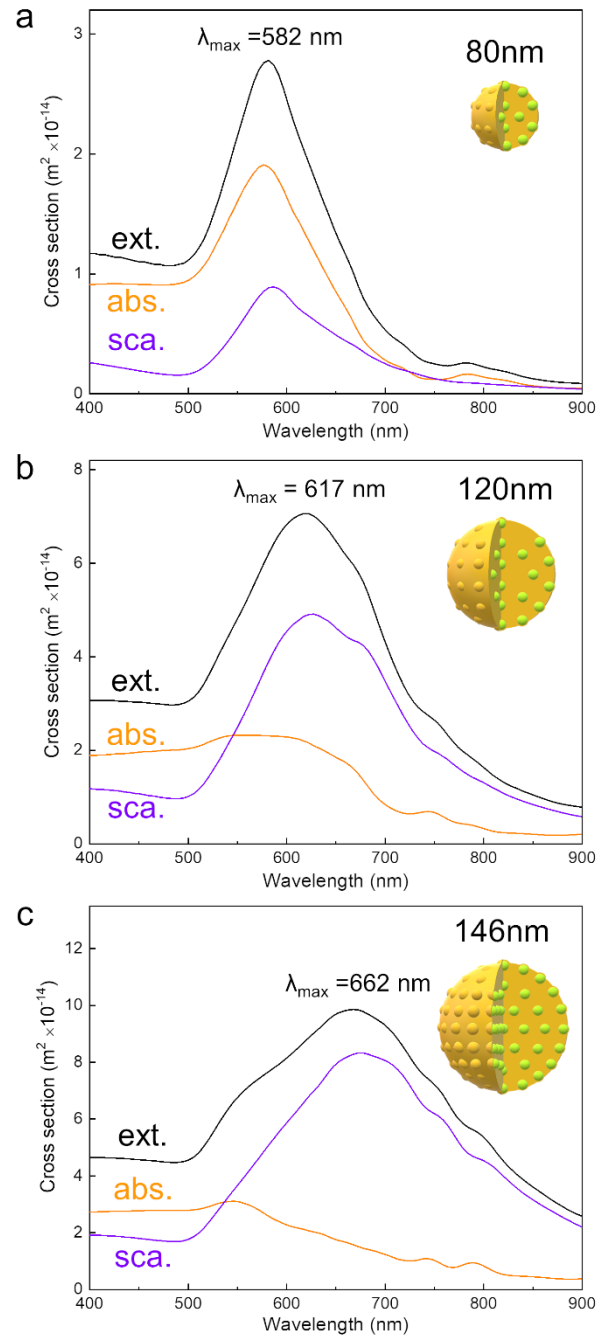 a
λmax =582 nm
80nm
3
2
1
0
ext.
abs.
sca.
Cross section (m² ×10⁻¹⁴)
400 500 600 700 800 900
Wavelength (nm)
b
λmax = 617 nm
120nm
8
6
4
2
0
ext.
abs.
sca.
Cross section (m² ×10⁻¹⁴)
400 500 600 700 800 900
Wavelength (nm)
c
146nm
λmax =662 nm
12
10
8
6
4
2
0
ext.
abs.
sca.
Cross section (m² ×10⁻¹⁴)
400 500 600 700 800 900
Wavelength (nm)